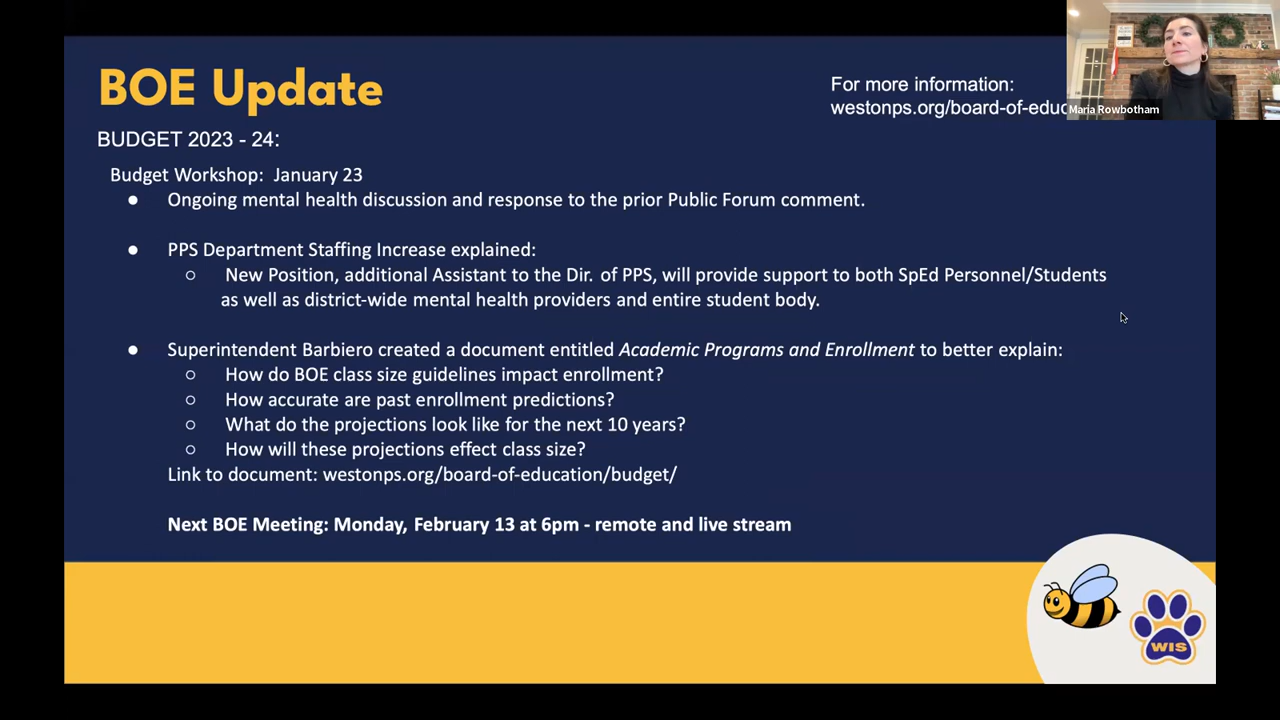 BOE Update
For more information:
westonps.org/board-of-educ
Maria Rowbotham
BUDGET 2023 - 24:
Budget Workshop: January 23
● Ongoing mental health discussion and response to the prior Public Forum comment.
● PPS Department Staffing Increase explained:
○ New Position, additional Assistant to the Dir. of PPS, will provide support to both SpEd Personnel/Students
as well as district-wide mental health providers and entire student body.
● Superintendent Barbiero created a document entitled Academic Programs and Enrollment to better explain:
○ How do BOE class size guidelines impact enrollment?
○ How accurate are past enrollment predictions?
○ What do the projections look like for the next 10 years?
○ How will these projections effect class size?
Link to document: westonps.org/board-of-education/budget/
Next BOE Meeting: Monday, February 13 at 6pm - remote and live stream
WIS